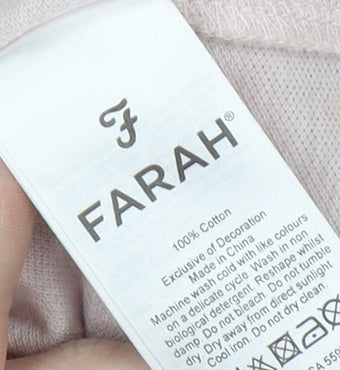 F
FARAH®
100% Cotton
Exclusive of Decoration
Made in China
Machine wash cold with like colours
on a delicate cycle. Wash in non
biological detergent. Reshape whilst
damp Do not bleach. Do not tumble
dry. Dry away from direct sunlight
Cool iron. Do not dry clean
CA 559